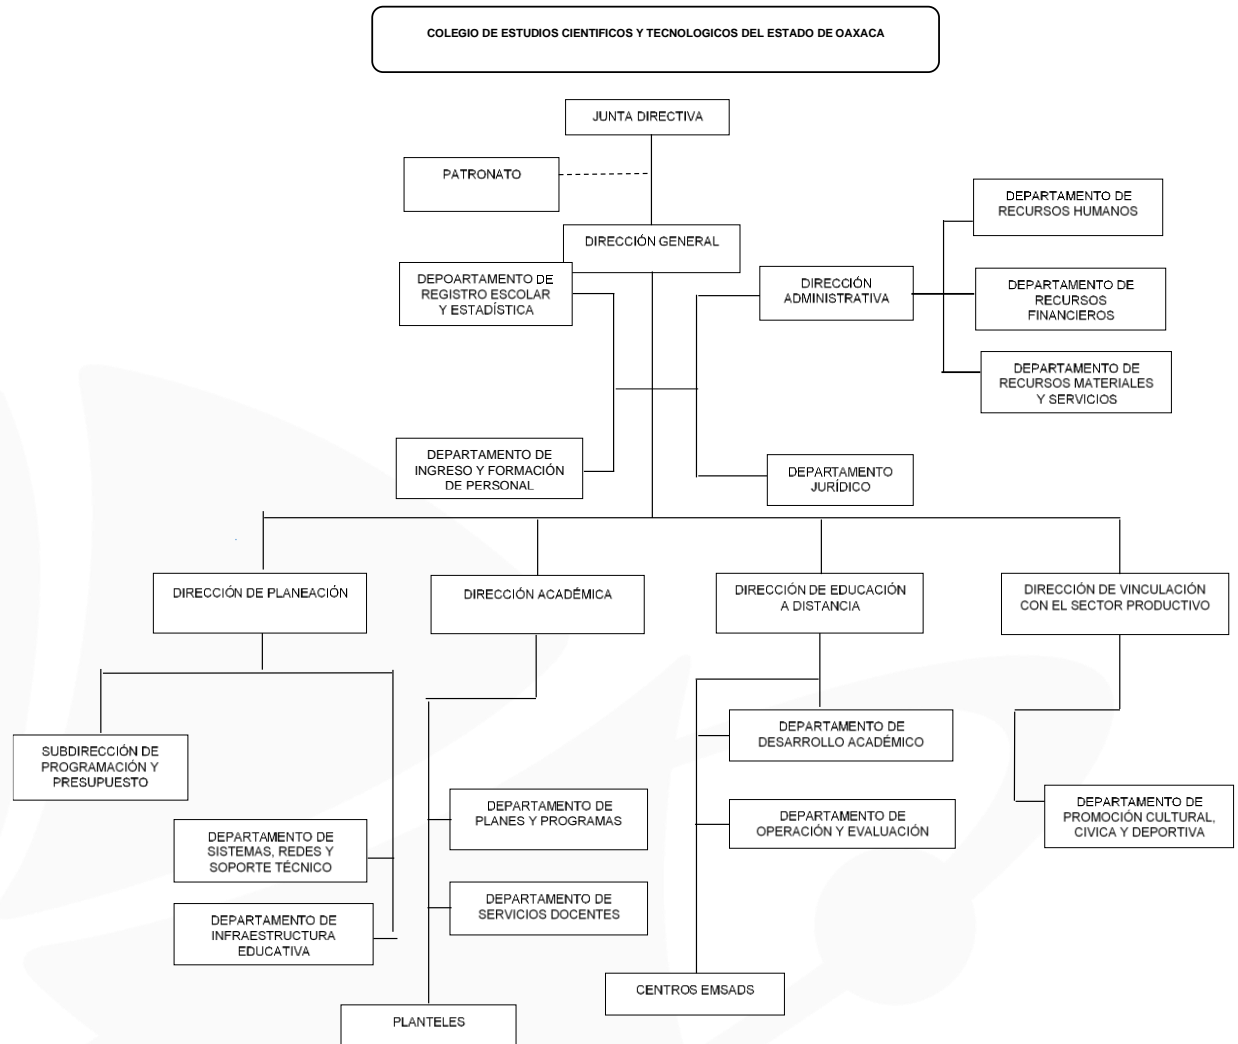 COLEGIO DE ESTUDIOS CIENTIFICOS Y TECNOLOGICOS DEL ESTADO DE OAXACA
JUNTA DIRECTIVA
PATRONATO
DIRECCIÓN GENERAL
DEPOARTAMENTO DE
REGISTRO ESCOLAR
Y ESTADÍSTICA
DIRECCIÓN
ADMINISTRATIVA
DEPARTAMENTO DE
RECURSOS HUMANOS
DEPARTAMENTO DE
RECURSOS
FINANCIEROS
DEPARTAMENTO DE
RECURSOS MATERIALES
Y SERVICIOS
DEPARTAMENTO DE
INGRESO Y FORMACIÓN
DE PERSONAL
DEPARTAMENTO
JURÍDICO
DIRECCIÓN DE PLANEACIÓN
DIRECCIÓN ACADÉMICA
DIRECCIÓN DE EDUCACIÓN
A DISTANCIA
DIRECCIÓN DE VINCULACIÓN
CON EL SECTOR PRODUCTIVO
SUBDIRECCIÓN DE
PROGRAMACIÓN Y
PRESUPUESTO
DEPARTAMENTO DE
SISTEMAS, REDES Y
SOPORTE TÉCNICO
DEPARTAMENTO DE
INFRAESTRUCTURA
EDUCATIVA
DEPARTAMENTO DE
PLANES Y PROGRAMAS
DEPARTAMENTO DE
SERVICIOS DOCENTES
PLANTELES
DEPARTAMENTO DE
DESARROLLO ACADÉMICO
DEPARTAMENTO DE
OPERACIÓN Y EVALUACIÓN
CENTROS EMSADS
DEPARTAMENTO DE
PROMOCIÓN CULTURAL,
CIVICA Y DEPORTIVA